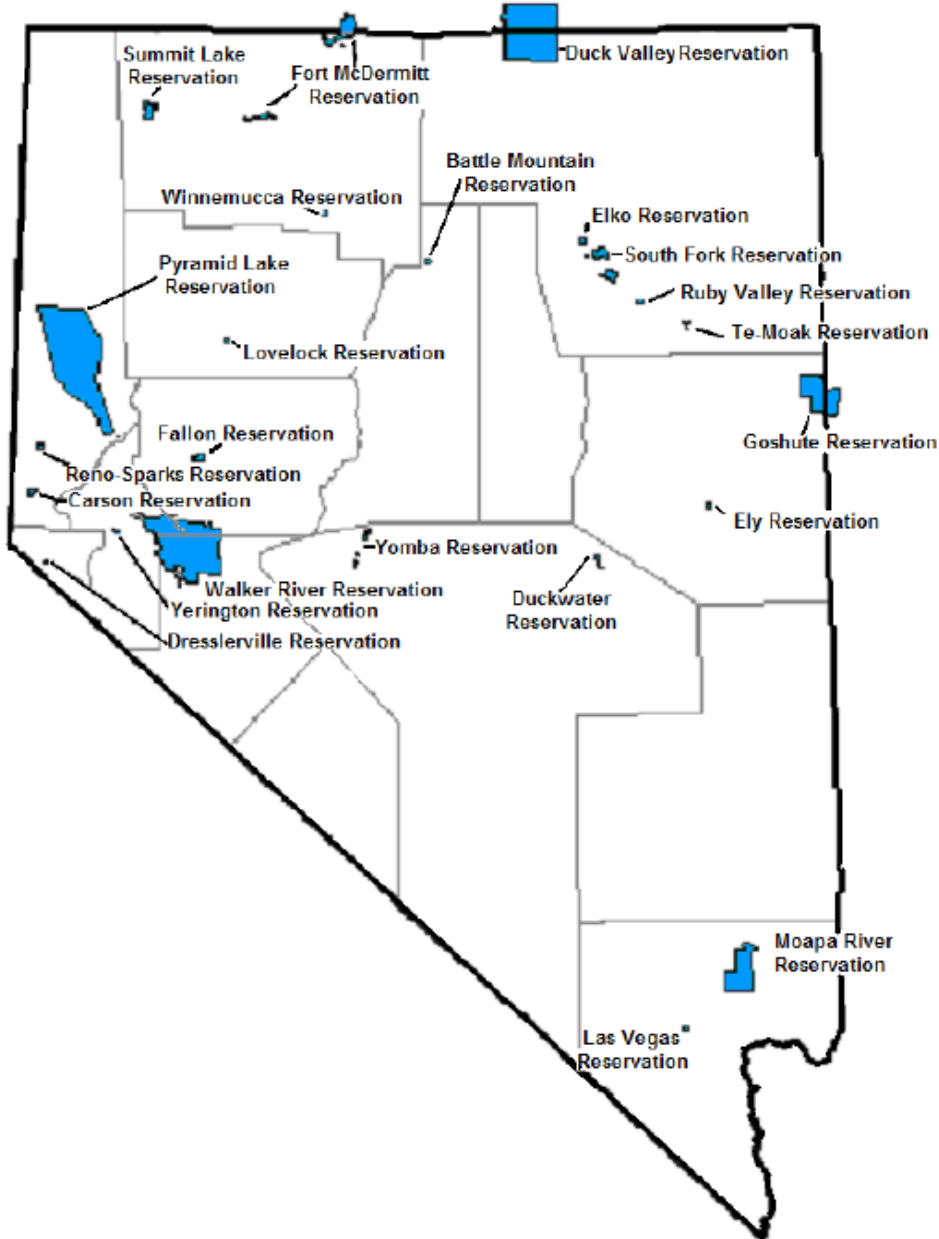 Summit Lake
Reservation
Fort McDermitt
Reservation
Duck Valley Reservation
Battle Mountain
Reservation
Winnemucca Reservation
Elko Reservation
South Fork Reservation
Pyramid Lake
Reservation
Ruby Valley Reservation
Te-Moak Reservation
Lovelock Reservation
Goshute Reservation
Fallon Reservation
Reno-Sparks Reservation
Carson Reservation
Ely Reservation
Yomba Reservation
Walker River Reservation
Duckwater
Reservation
Yerington Reservation
Dresslerville Reservation
Moapa River
Reservation
Las Vegas
Reservation